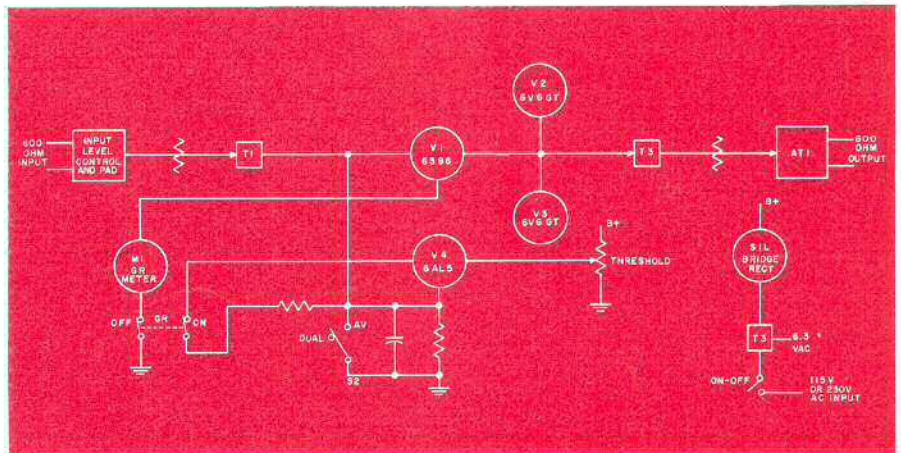 600
OHM
INPUT
INPUT
LEVEL
CONTROL
AND PAD
T1
V1
6386
V2
6V6GT
V3
6V6GT
T3
AT1
600
OHM
OUTPUT
M1
GR
METER
V4
6AL5
B+
THRESHOLD
B+
SIL
BRIDGE
RECT
OFF
GR
ON
DUAL
AV
S2
T3
6.3
VAC
ON-OFF
115V
OR 230V
AC INPUT